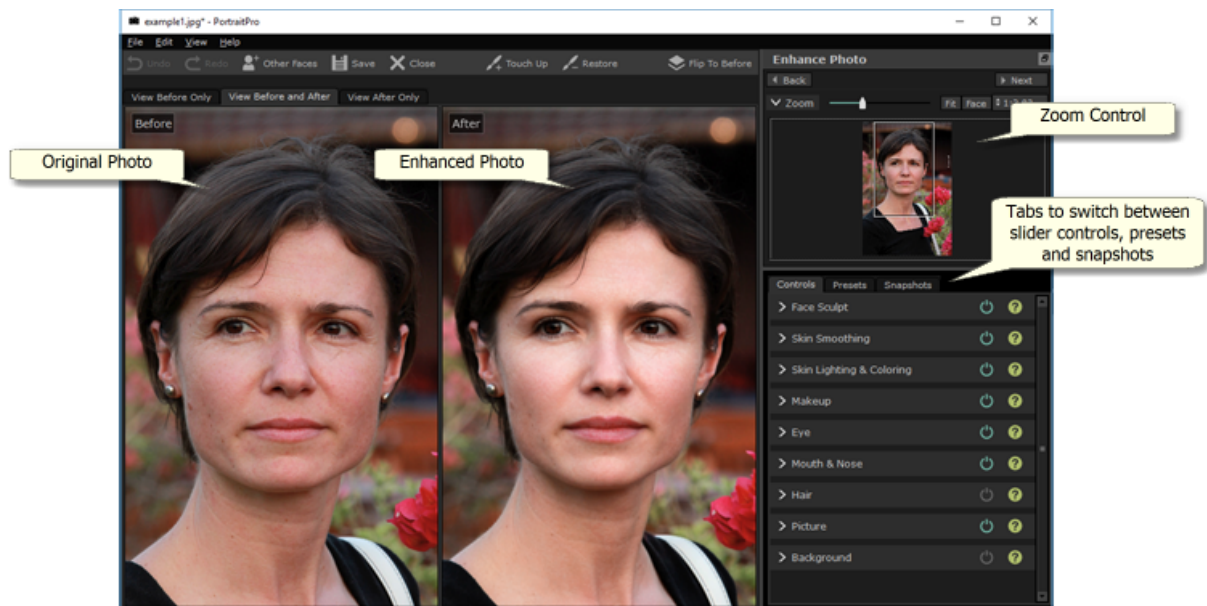 example1.jpg* - PortraitPro
File Edit View Help
Undo Redo Other Faces Save Close Touch Up Restore Flip To Before
Enhance Photo
Back Next
View Before Only View Before and After View After Only
Zoom Fit Face
Before
After
Original Photo
Enhanced Photo
Zoom Control
Tabs to switch between
slider controls, presets
and snapshots
Controls Presets Snapshots
Face Sculpt ?
Skin Smoothing ?
Skin Lighting & Coloring ?
Makeup ?
Eye ?
Mouth & Nose ?
Hair ?
Picture ?
Background ?